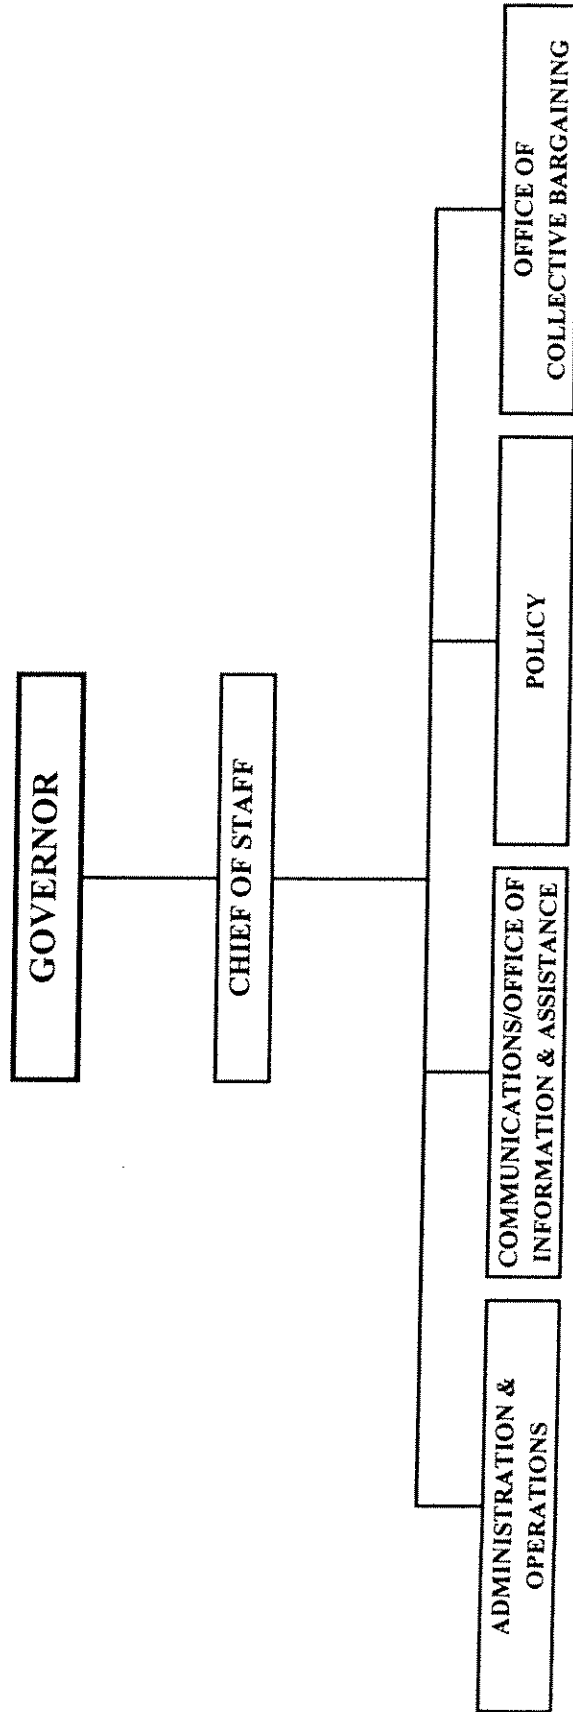 GOVERNOR
CHIEF OF STAFF
ADMINISTRATION &
OPERATIONS
COMMUNICATIONS/OFFICE OF
INFORMATION & ASSISTANCE
POLICY
OFFICE OF
COLLECTIVE BARGAINING